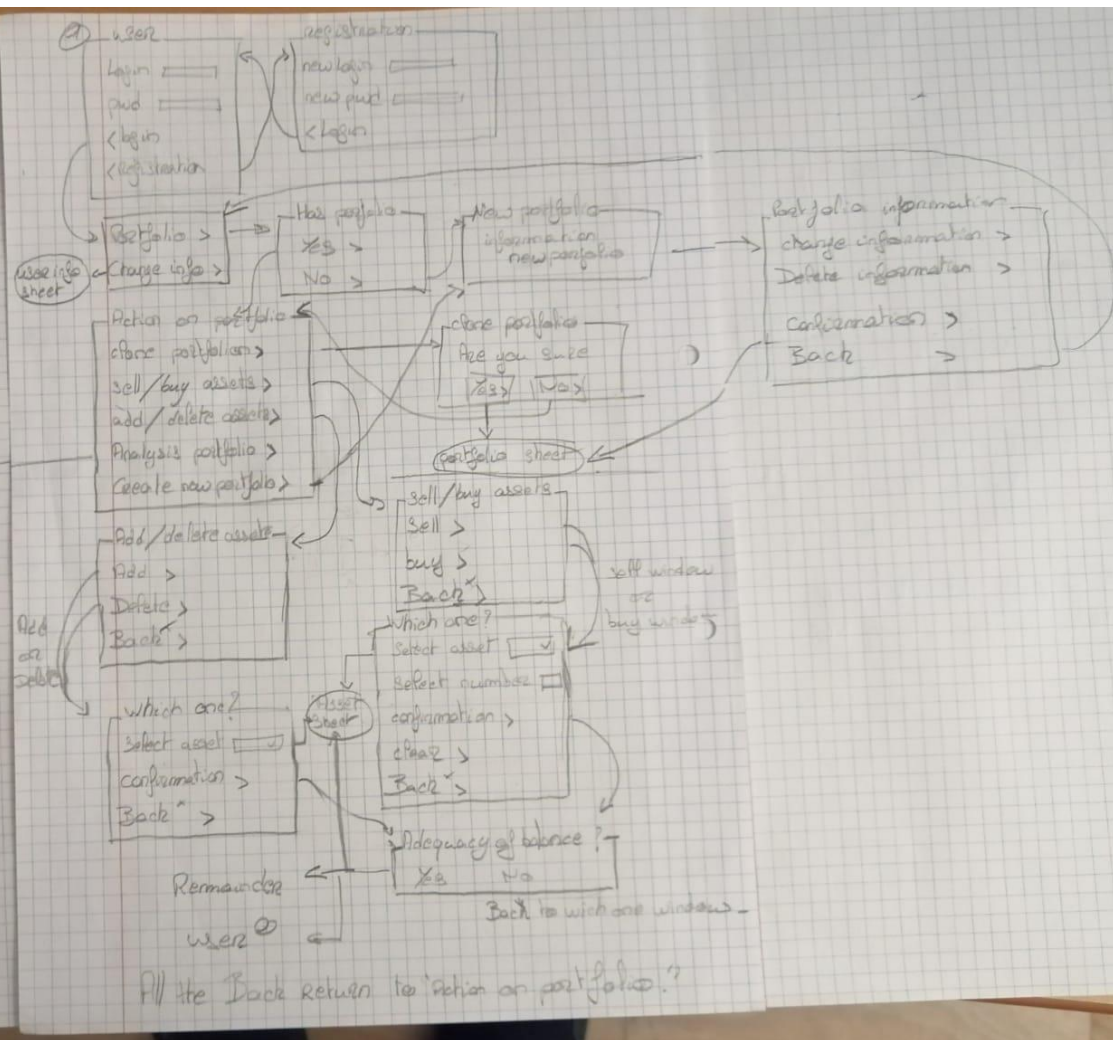 user
login
pwd
<login
<registration
registration
new login
new pwd
<Login
Portfolio >
Change info >
user info
sheet
Has portfolio
Yes >
No >
New portfolio
information
new portfolio
Portfolio information
change information >
Delete information >
Confirmation >
Back >
Action on portfolio
clone portfolio >
sell/buy assets >
add/delete assets >
Analysis portfolio >
Create new portfolio >
clone portfolio
Are you sure
Yes > No >
portfolio sheet
sell/buy assets
Sell >
buy >
Back >
sell window
or
buy window
Add/delete assets
Add >
Delete >
Back >
Add
or
Which one?
Select asset
Select number
confirmation >
clear >
Back >
Asset
sheet
which one?
Select asset
confirmation >
Back >
Adequacy of balance ?
Yes No
Back to wich one window
Remainder
user
All the Back Return to "Action on portfolio"